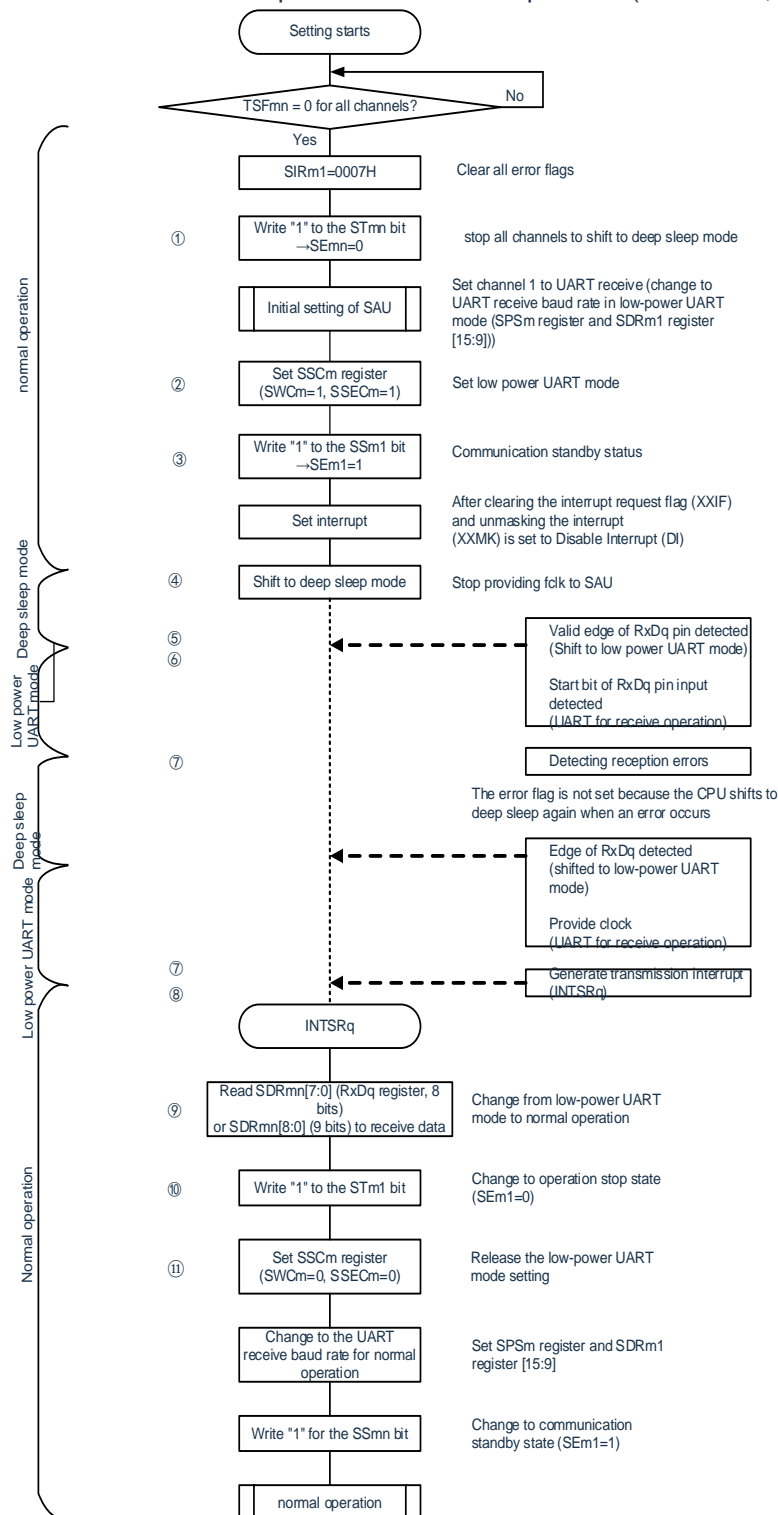 Setting starts
TSFmn = 0 for all channels?
No
Yes
SIRm1=0007H
Clear all error flags
①
Write "1" to the STmn bit
→SEmn=0
stop all channels to shift to deep sleep mode
normal operation
Initial setting of SAU
Set channel 1 to UART receive (change to
UART receive baud rate in low-power UART
mode (SPSm register and SDRm1 register
[15:9]))
②
Set SSCm register
(SWCm=1, SSECm=1)
Set low power UART mode
③
Write "1" to the SSm1 bit
→SEm1=1
Communication standby status
Set interrupt
After clearing the interrupt request flag (XXIF)
and unmasking the interrupt
(XXMK) is set to Disable Interrupt (DI)
Deep sleep mode
④
Shift to deep sleep mode
Stop providing fclk to SAU
⑤
⑥
Valid edge of RxDq pin detected
(Shift to low power UART mode)
Start bit of RxDq pin input
detected
(UART for receive operation)
Low power
UART mode
⑦
Detecting reception errors
The error flag is not set because the CPU shifts to
deep sleep again when an error occurs
Deep sleep
mode
Edge of RxDq detected
(shifted to low-power UART
mode)
Provide clock
(UART for receive operation)
Low power UART mode
⑦
⑧
Generate transmission interrupt
(INTSRq)
INTSRq
⑨
Read SDRmn[7:0] (RxDq register, 8
bits)
or SDRmn[8:0] (9 bits) to receive data
Change from low-power UART
mode to normal operation
⑩
Write "1" to the STm1 bit
Change to operation stop state
(SEm1=0)
Normal operation
⑪
Set SSCm register
(SWCm=0, SSECm=0)
Release the low-power UART
mode setting
Change to the UART
receive baud rate for normal
operation
Set SPSm register and SDRm1
register [15:9]
Write "1" for the SSmn bit
Change to communication
standby state (SEm1=1)
normal operation